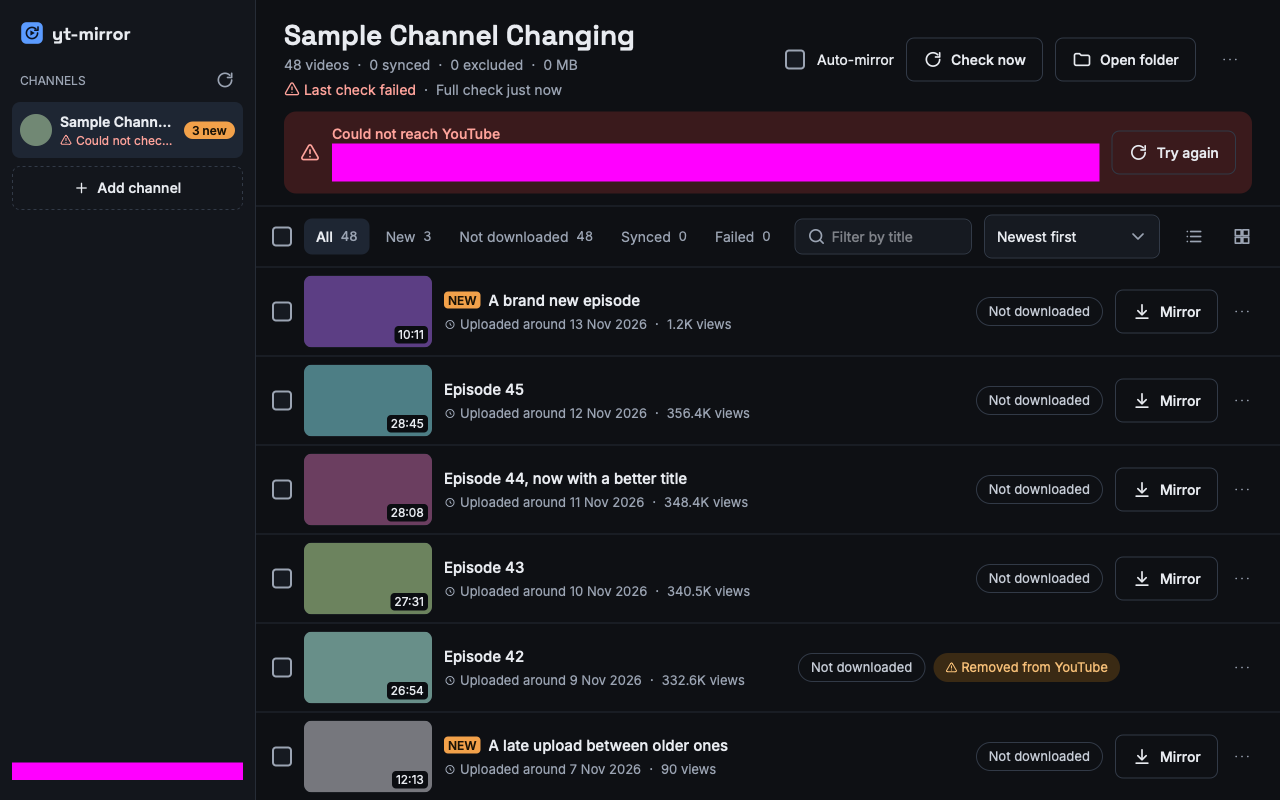 yt-mirror
CHANNELS
Sample Chann...
Could not chec...
3 new
Add channel
Sample Channel Changing
48 videos · 0 synced · 0 excluded · 0 MB
Last check failed · Full check just now
Auto-mirror
Check now
Open folder
Could not reach YouTube
Try again
All 48
New 3
Not downloaded 48
Synced 0
Failed 0
Filter by title
Newest first
10:11
NEW A brand new episode
Uploaded around 13 Nov 2026 · 1.2K views
Not downloaded
Mirror
28:45
Episode 45
Uploaded around 12 Nov 2026 · 356.4K views
Not downloaded
Mirror
28:08
Episode 44, now with a better title
Uploaded around 11 Nov 2026 · 348.4K views
Not downloaded
Mirror
27:31
Episode 43
Uploaded around 10 Nov 2026 · 340.5K views
Not downloaded
Mirror
26:54
Episode 42
Uploaded around 9 Nov 2026 · 332.6K views
Not downloaded
Removed from YouTube
12:13
NEW A late upload between older ones
Uploaded around 7 Nov 2026 · 90 views
Not downloaded
Mirror